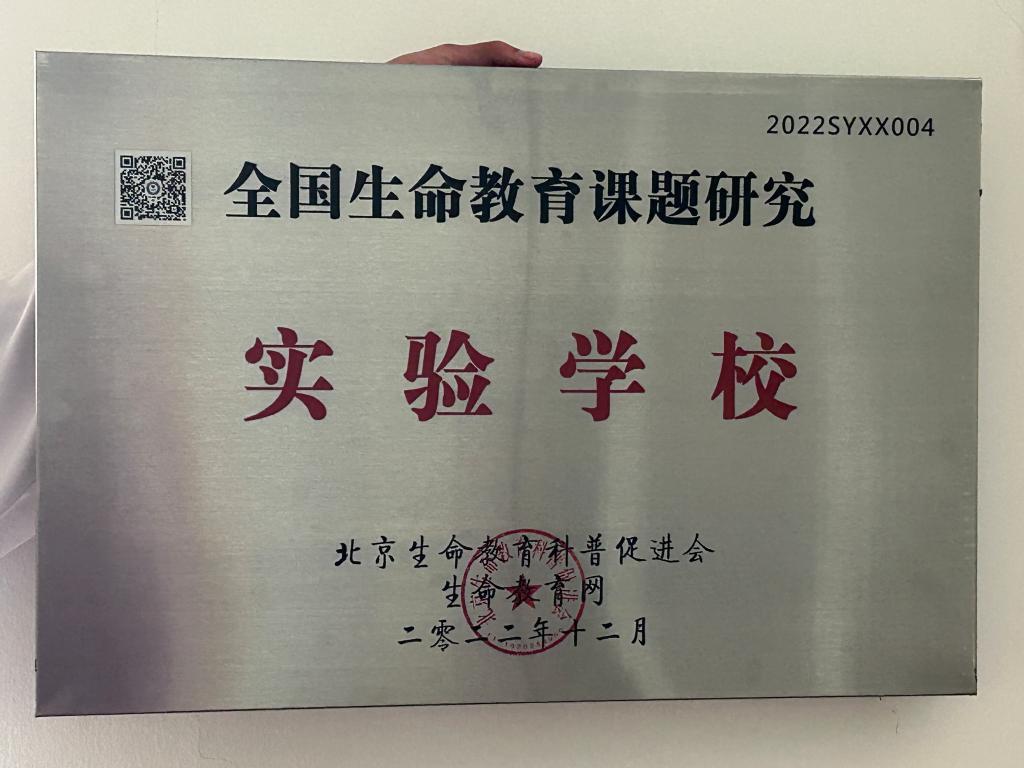 2022SYXX004
全国生命教育课题研究
实验学校
北京生命教育科普促进会
生命教育网
二零二二年十二月